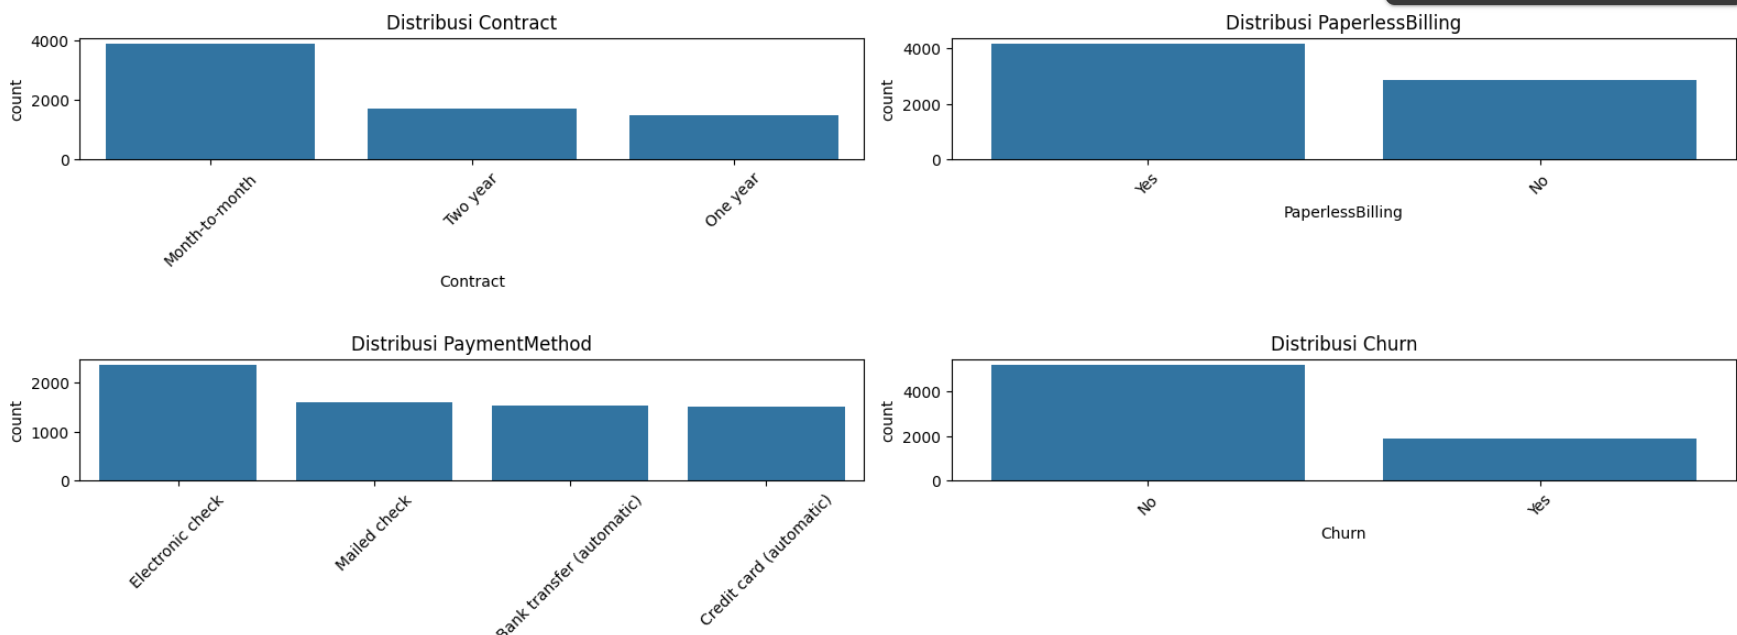 Distribusi Contract
4000
2000
0
count
Month-to-month
Two year
One year
Contract
Distribusi PaperlessBilling
4000
2000
0
count
Yes
No
PaperlessBilling
Distribusi PaymentMethod
2000
1000
0
count
Electronic check
Mailed check
Bank transfer (automatic)
Credit card (automatic)
Distribusi Churn
4000
2000
0
count
No
Yes
Churn